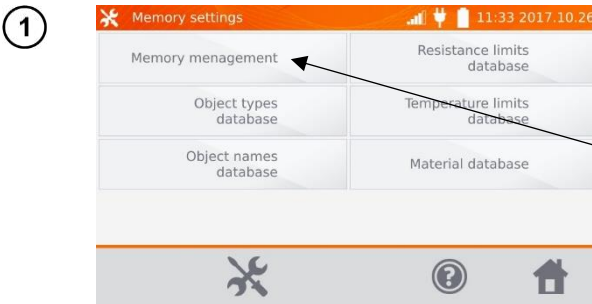 1
Memory settings
11:33 2017.10.26
Memory menagement
Resistance limits
database
Object types
database
Temperature limits
database
Object names
database
Material database
?